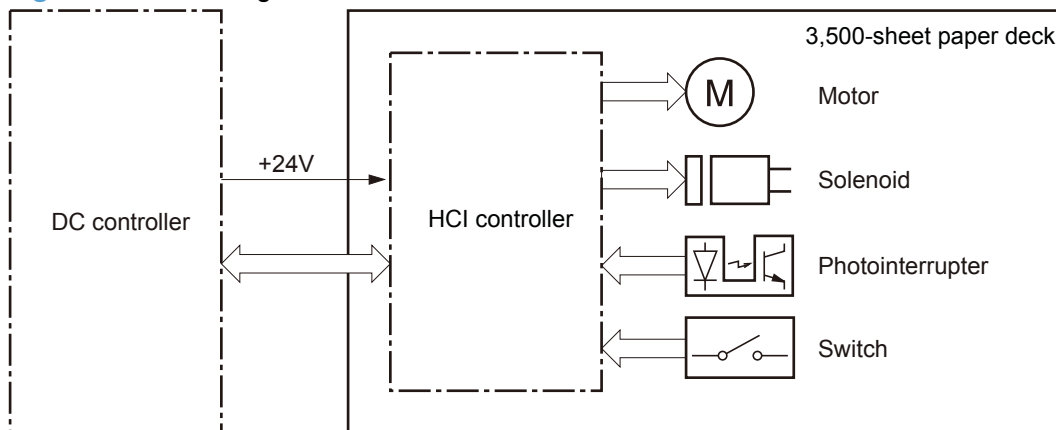 3,500-sheet paper deck
M
Motor
+24V
Solenoid
DC controller
HCI controller
Photointerrupter
Switch